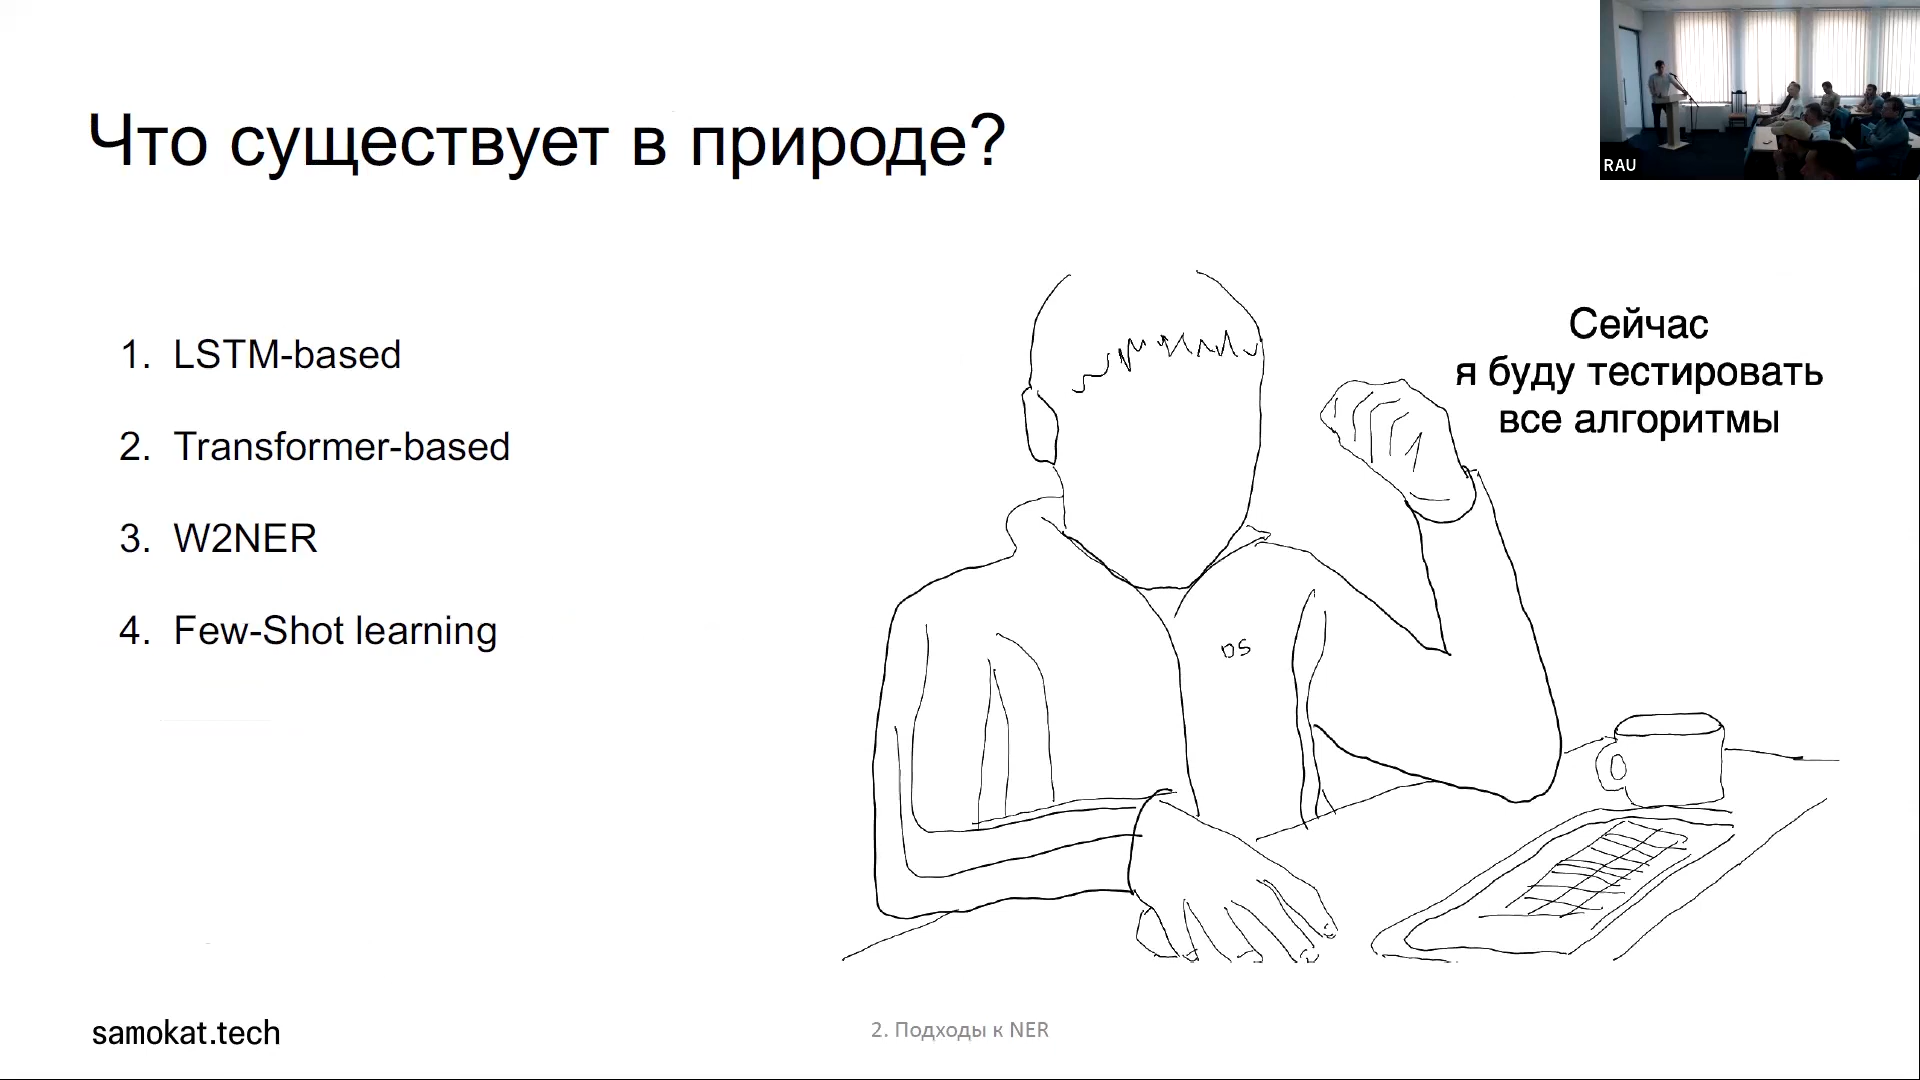 RAU
Что существует в природе?
1. LSTM-based
2. Transformer-based
3. W2NER
4. Few-Shot learning
Сейчас
я буду тестировать
все алгоритмы
DS
samokat.tech
2. Подходы к NER